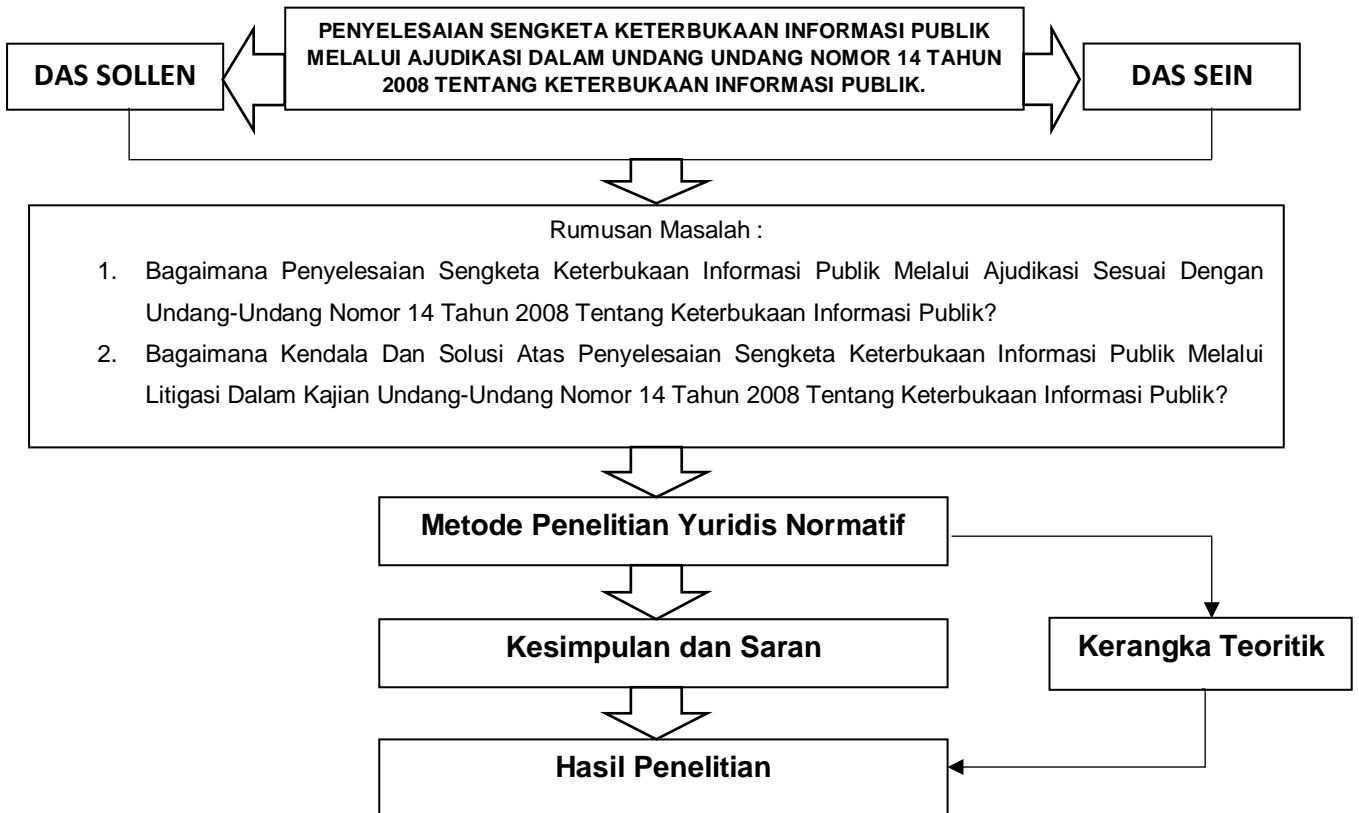 PENYELESAIAN SENGKETA KETERBUKAAN INFORMASI PUBLIK
MELALUI AJUDIKASI DALAM UNDANG UNDANG NOMOR 14 TAHUN
2008 TENTANG KETERBUKAAN INFORMASI PUBLIK.
DAS SOLLEN
DAS SEIN
Rumusan Masalah :
1. Bagaimana Penyelesaian Sengketa Keterbukaan Informasi Publik Melalui Ajudikasi Sesuai Dengan
Undang-Undang Nomor 14 Tahun 2008 Tentang Keterbukaan Informasi Publik?
2. Bagaimana Kendala Dan Solusi Atas Penyelesaian Sengketa Keterbukaan Informasi Publik Melalui
Litigasi Dalam Kajian Undang-Undang Nomor 14 Tahun 2008 Tentang Keterbukaan Informasi Publik?
Metode Penelitian Yuridis Normatif
Kesimpulan dan Saran
Kerangka Teoritik
Hasil Penelitian